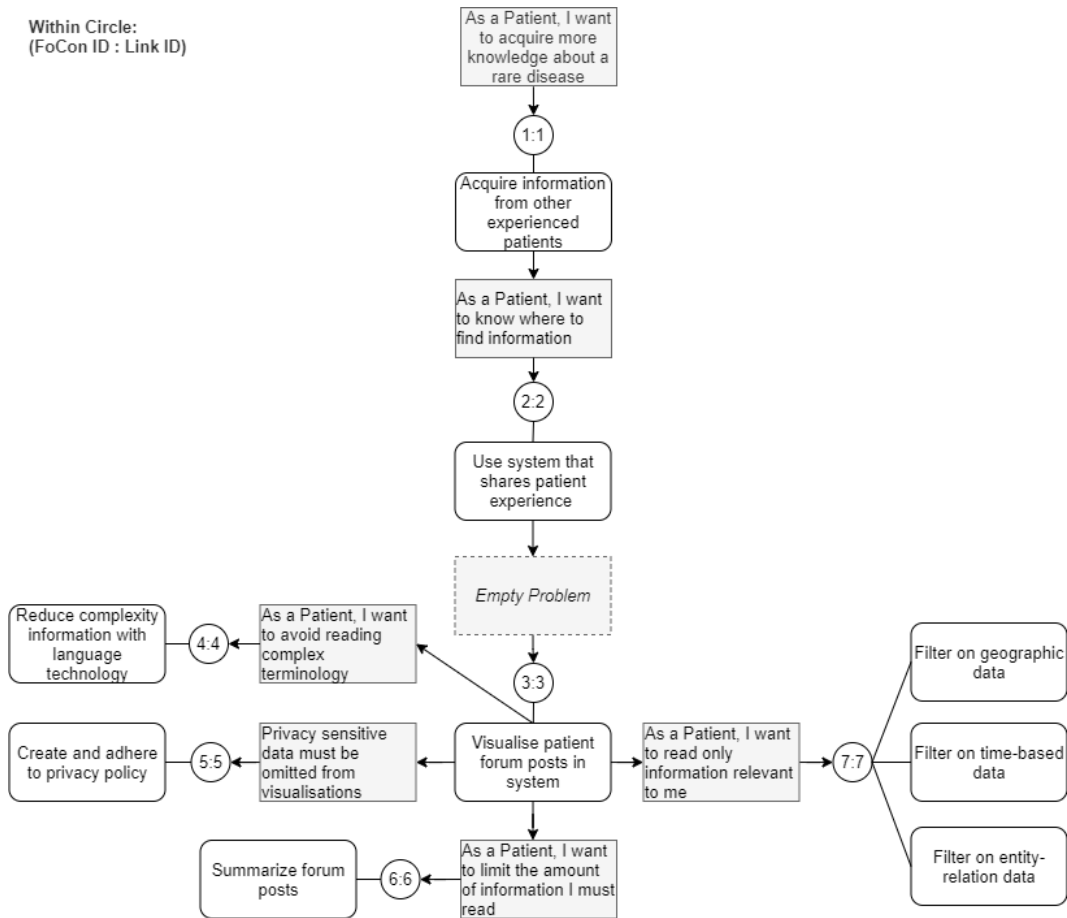 Within Circle:
(FoCon ID : Link ID)
As a Patient, I want
to acquire more
knowledge about a
rare disease
1:1
Acquire information
from other
experienced
patients
As a Patient, I want
to know where to
find information
2:2
Use system that
shares patient
experience
Empty Problem
3:3
Reduce complexity
information with
language
technology
4:4
As a Patient, I want
to avoid reading
complex
terminology
Create and adhere
to privacy policy
5:5
Privacy sensitive
data must be
omitted from
visualisations
Visualise patient
forum posts in
system
As a Patient, I want
to read only
information relevant
to me
7:7
Filter on geographic
data
Filter on time-based
data
Filter on entity-
relation data
Summarize forum
posts
6:6
As a Patient, I want
to limit the amount
of information I must
read